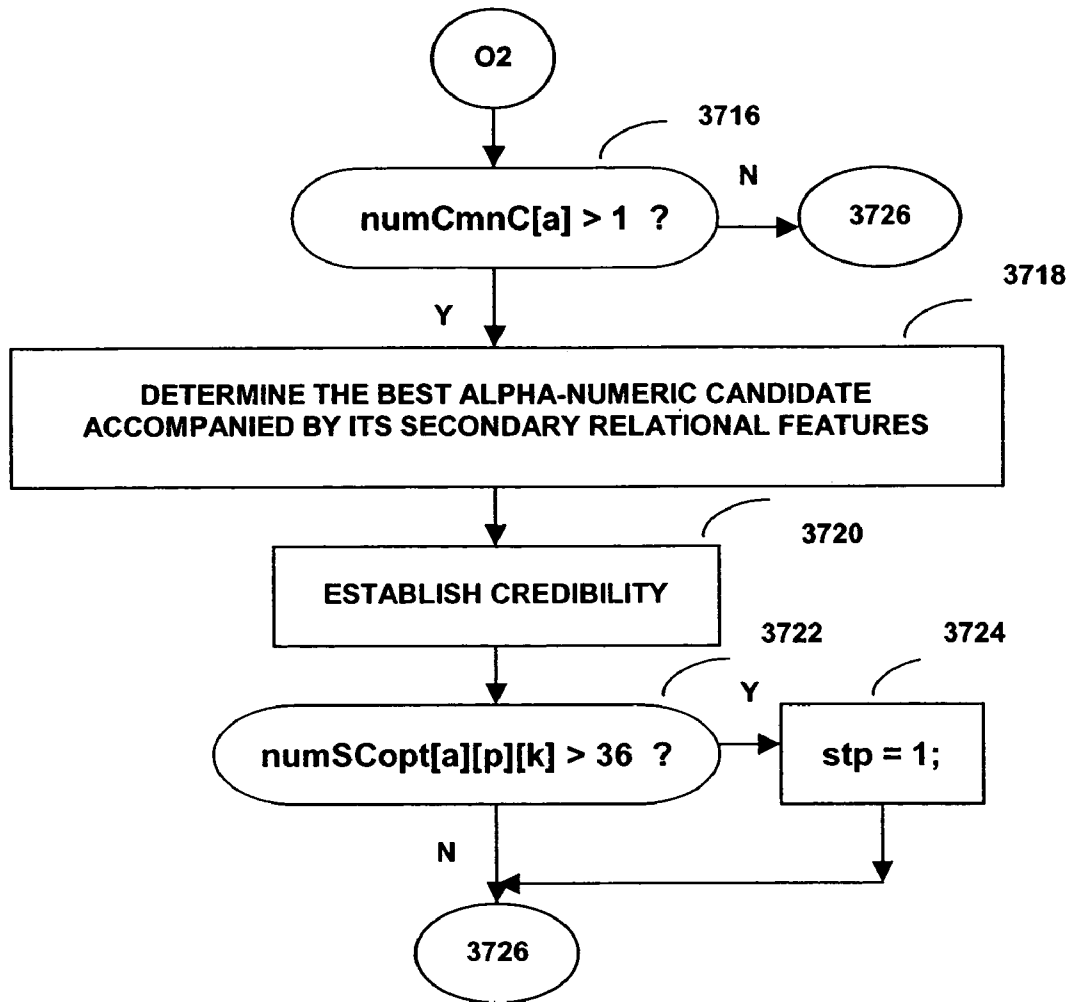 O2
3716
numCmnC[a] > 1 ?
N
3726
Y
3718
DETERMINE THE BEST ALPHA-NUMERIC CANDIDATE
ACCOMPANIED BY ITS SECONDARY RELATIONAL FEATURES
3720
ESTABLISH CREDIBILITY
3722
3724
numSCopt[a][p][k] > 36 ?
Y
stp = 1;
N
3726